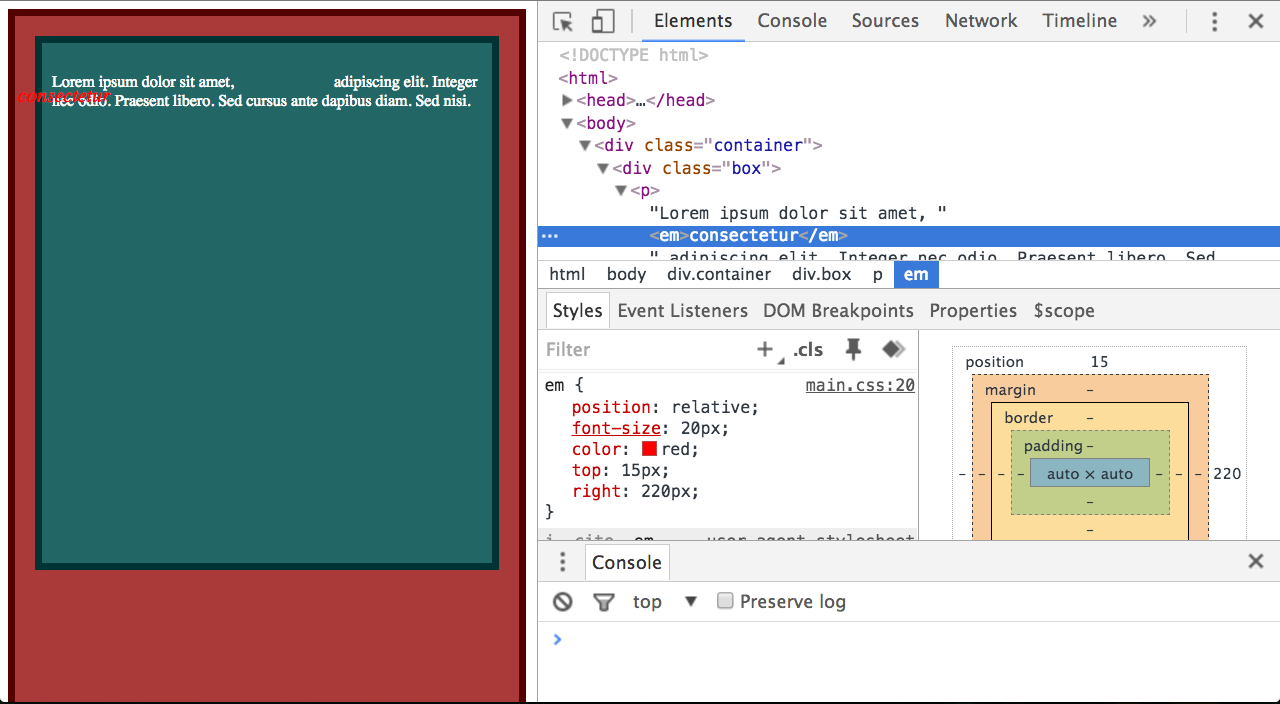 Lorem ipsum dolor sit amet, adipiscing elit. Integer
consectetur
nec odio. Praesent libero. Sed cursus ante dapibus diam. Sed nisi.
Elements Console Sources Network Timeline »
<!DOCTYPE html>
<html>
▶<head>…</head>
▼<body>
▼<div class="container">
▼<div class="box">
▼<p>
"Lorem ipsum dolor sit amet, "
<em>consectetur</em>
" adipiscing elit. Integer nec odio. Praesent libero. Sed
html body div.container div.box p em
Styles Event Listeners DOM Breakpoints Properties $scope
Filter + .cls
em { main.css:20
position: relative;
font-size: 20px;
color: red;
top: 15px;
right: 220px;
}
i, cite, em, user agent stylesheet
position 15
margin –
border –
padding –
– – – – auto × auto – – – 220
–
–
Console
top ▼ Preserve log